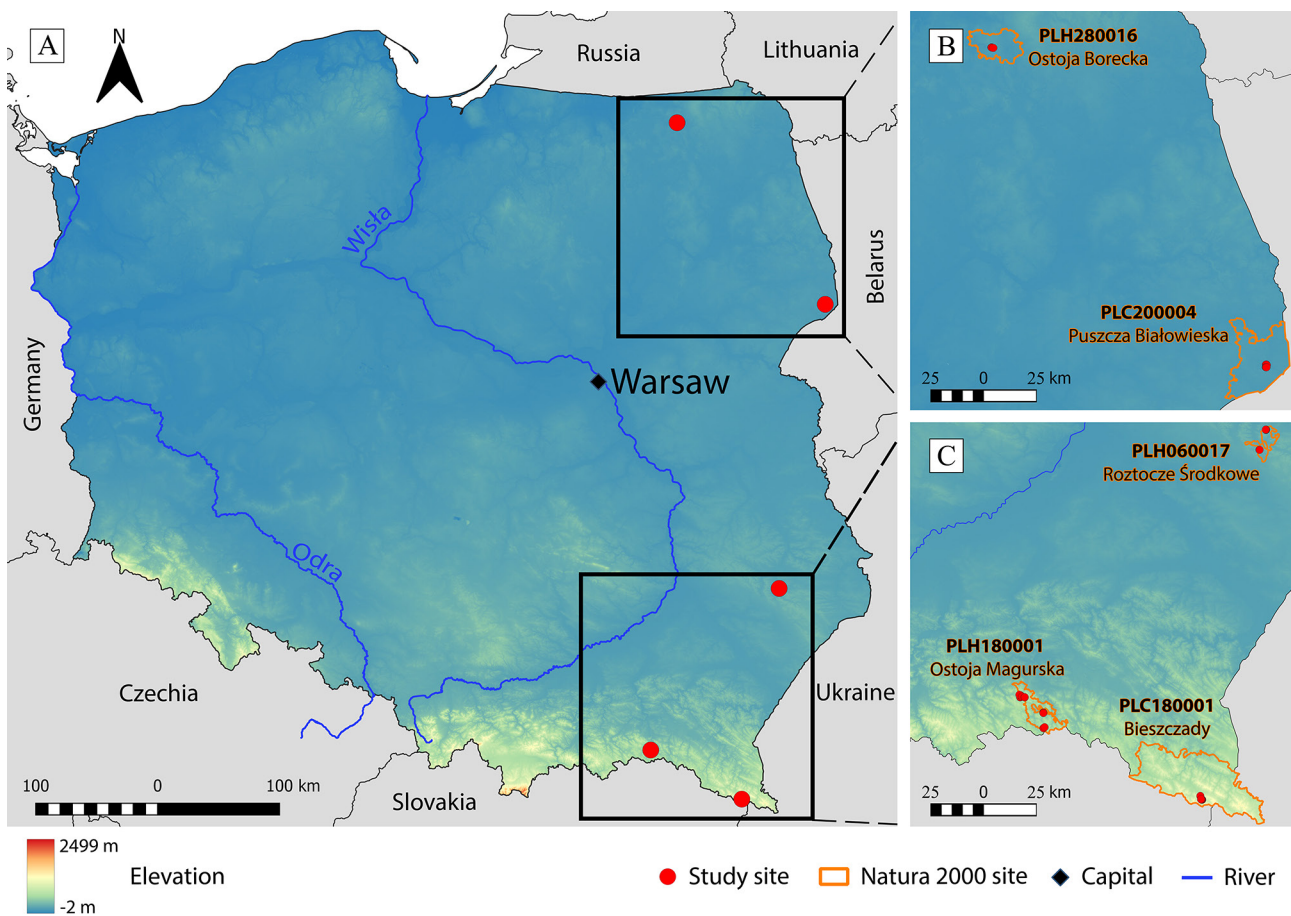 A
N
Russia
Lithuania
Wisła
Belarus
Germany
Warsaw
Odra
Czechia
Ukraine
Slovakia
100 0 100 km
B
PLH280016
Ostoja Borecka
PLC200004
Puszcza Białowieska
25 0 25 km
C
PLH060017
Roztocze Środkowe
PLH180001
Ostoja Magurska
PLC180001
Bieszczady
25 0 25 km
2499 m
Elevation
-2 m
Study site
Natura 2000 site
Capital
River